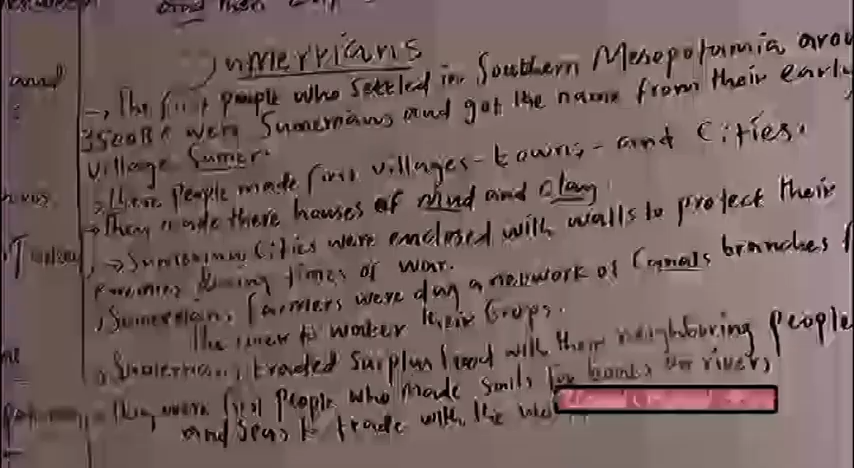 Sumerrians
→ The first people who settled in Southern Mesopotamia arou
3500BC were Sumerians and got the name from their early
village Sumer.
→ these people made first villages - towns - and Cities.
→ They made there houses of mud and clay
→ Sumerian Cities were enclosed with walls to protect their
during times of war.
→ Sumerians farmers were dug a network of Canals branches f
the river to water their Crops.
→ Sumerians traded surplus food with their neighboring people
→ They were first people who made sails for boats on rivers
and seas to trade with the
and